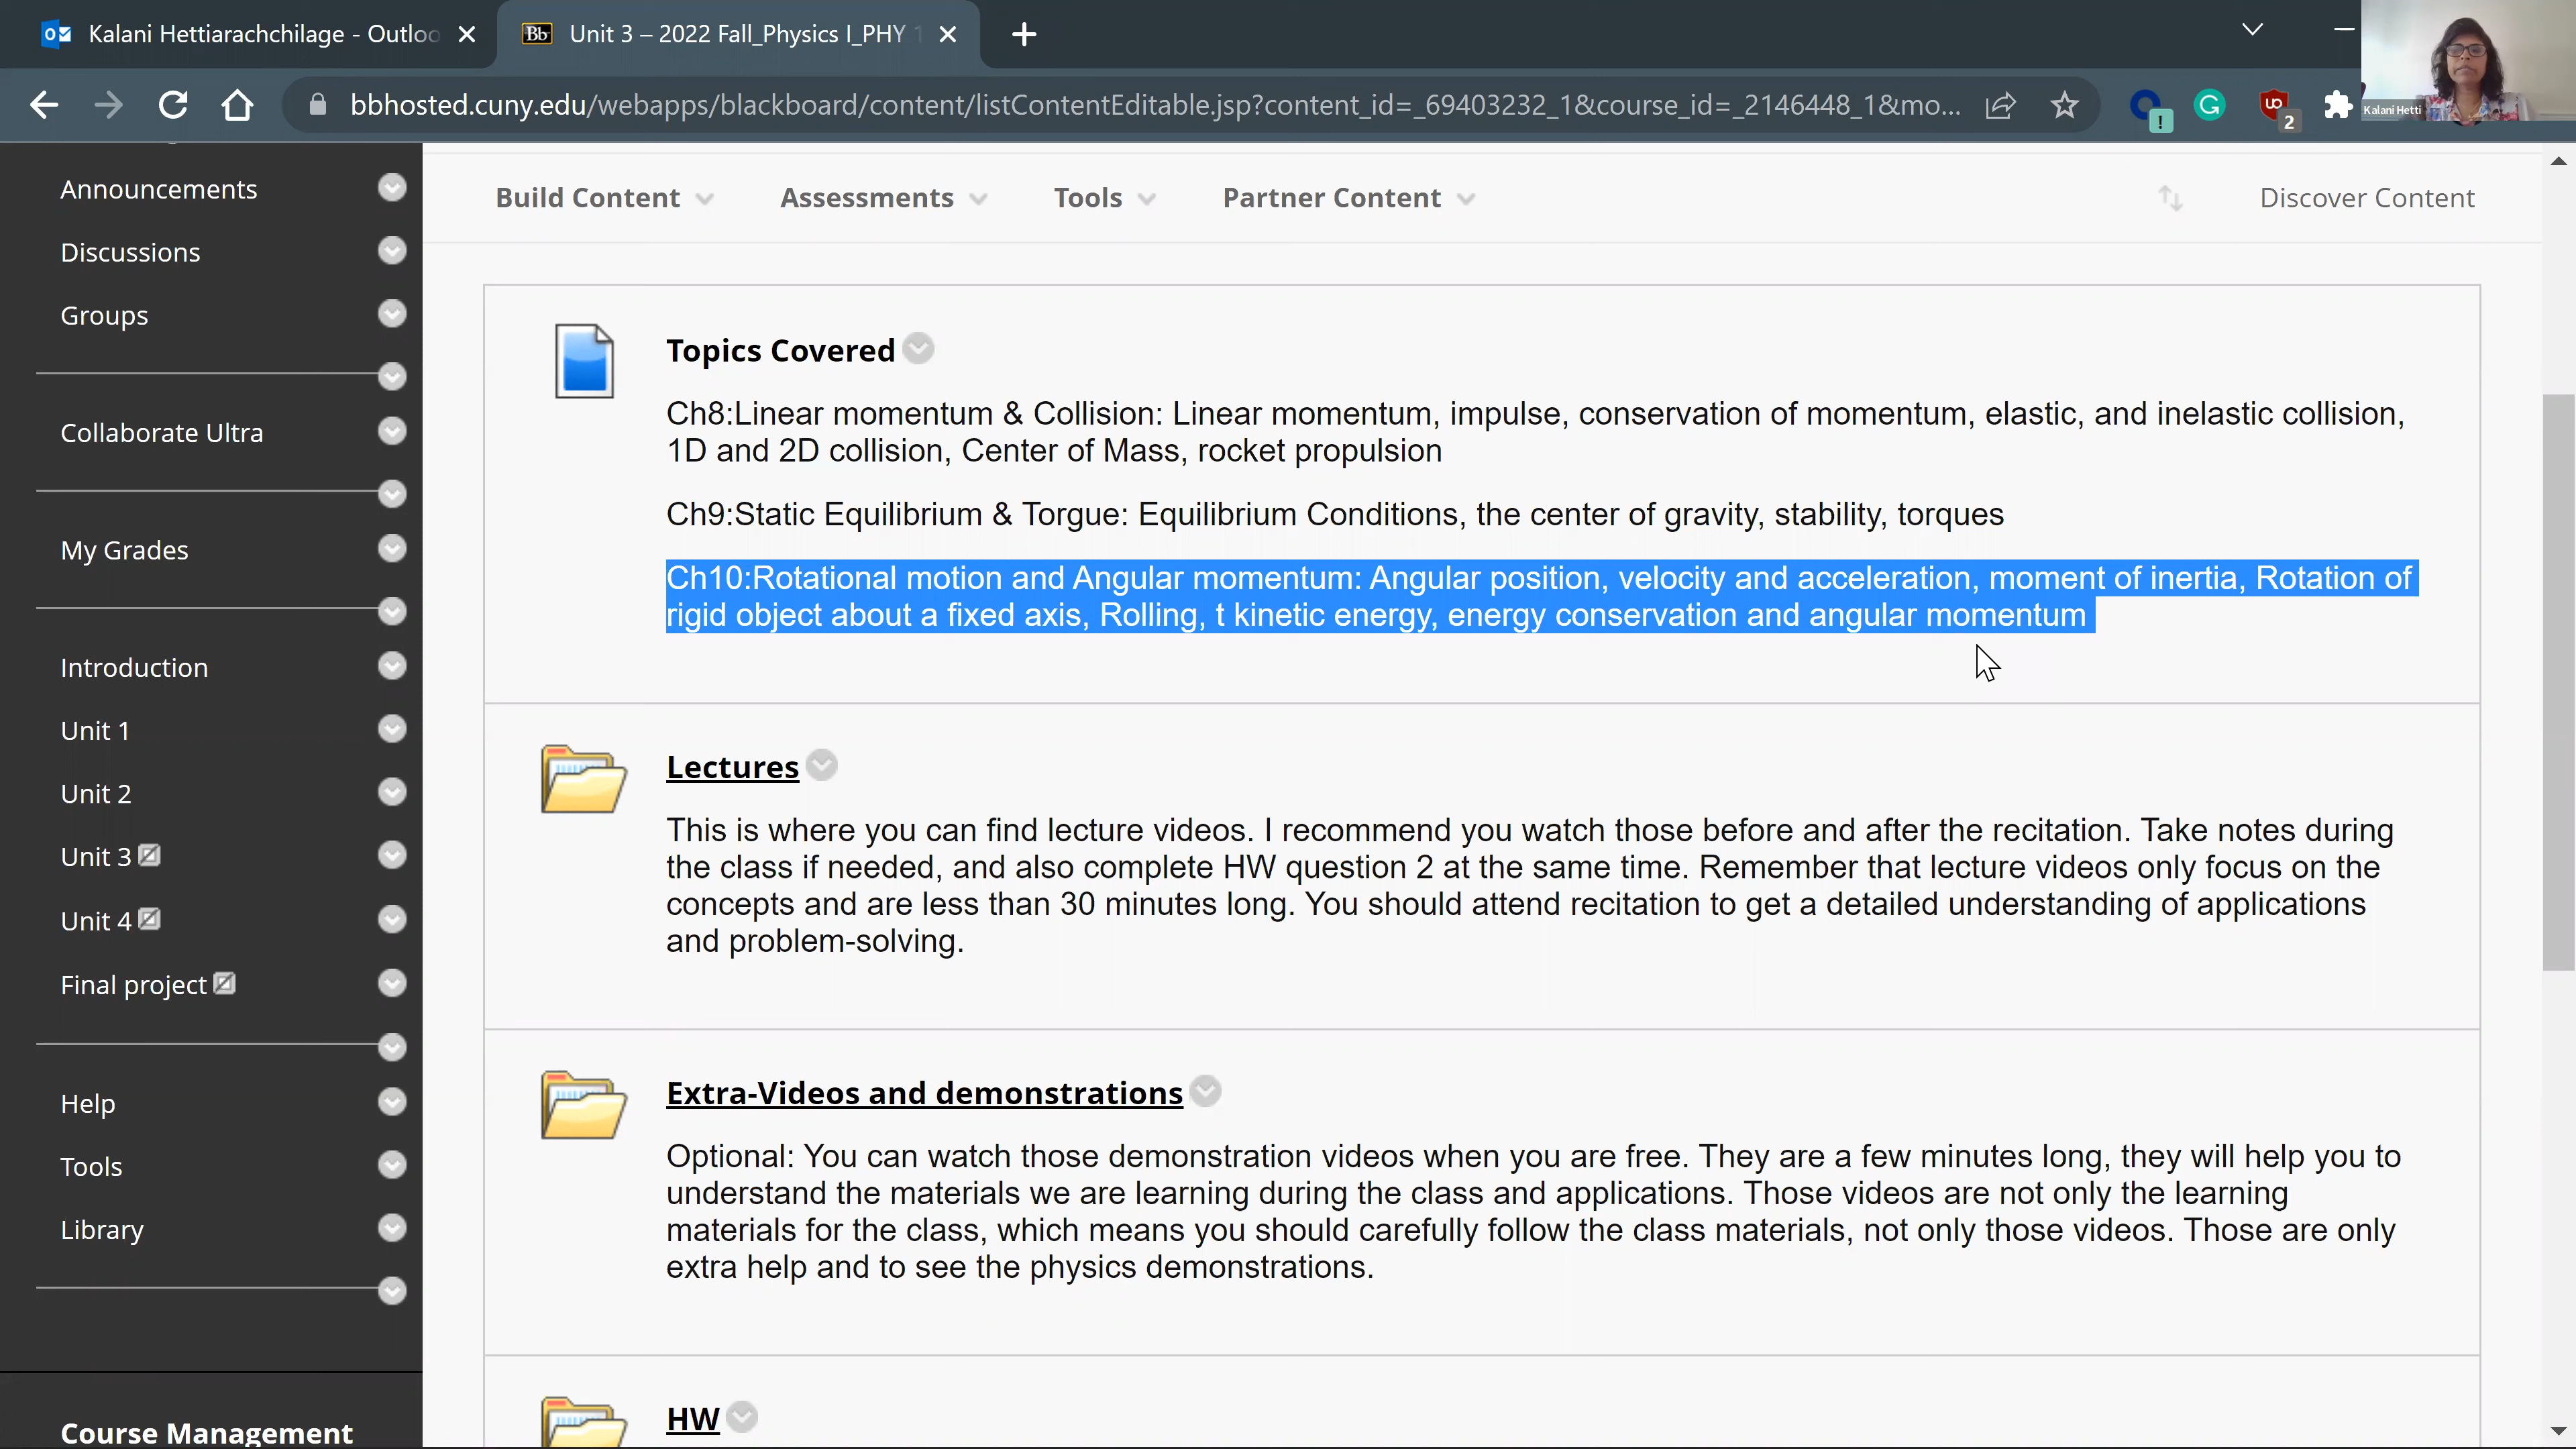 Kalani Hettiarachchilage - Outloo
Bb
Unit 3 – 2022 Fall_Physics I_PHY 1
bbhosted.cuny.edu/webapps/blackboard/content/listContentEditable.jsp?content_id=_69403232_1&course_id=_2146448_1&mo...
2
Kalani Hetti
Announcements
Discussions
Groups
Collaborate Ultra
My Grades
Introduction
Unit 1
Unit 2
Unit 3
Unit 4
Final project
Help
Tools
Library
Course Management
Build Content
Assessments
Tools
Partner Content
Discover Content
Topics Covered
Ch8:Linear momentum & Collision: Linear momentum, impulse, conservation of momentum, elastic, and inelastic collision,
1D and 2D collision, Center of Mass, rocket propulsion
Ch9:Static Equilibrium & Torgue: Equilibrium Conditions, the center of gravity, stability, torques
Ch10:Rotational motion and Angular momentum: Angular position, velocity and acceleration, moment of inertia, Rotation of
rigid object about a fixed axis, Rolling, t kinetic energy, energy conservation and angular momentum
Lectures
This is where you can find lecture videos. I recommend you watch those before and after the recitation. Take notes during
the class if needed, and also complete HW question 2 at the same time. Remember that lecture videos only focus on the
concepts and are less than 30 minutes long. You should attend recitation to get a detailed understanding of applications
and problem-solving.
Extra-Videos and demonstrations
Optional: You can watch those demonstration videos when you are free. They are a few minutes long, they will help you to
understand the materials we are learning during the class and applications. Those videos are not only the learning
materials for the class, which means you should carefully follow the class materials, not only those videos. Those are only
extra help and to see the physics demonstrations.
HW